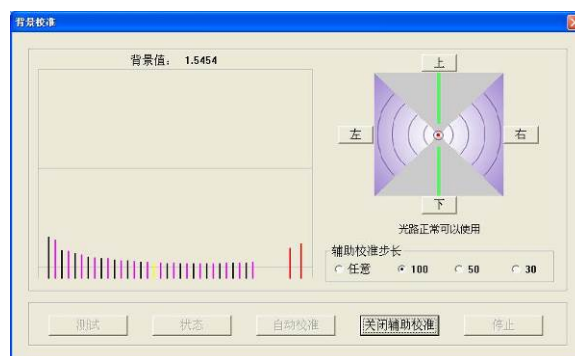 背景校准
背景值： 1.5454
上
左
右
下
光路正常可以使用
辅助校准步长
任意 100 50 30
测试 状态 自动校准 关闭辅助校准 停止